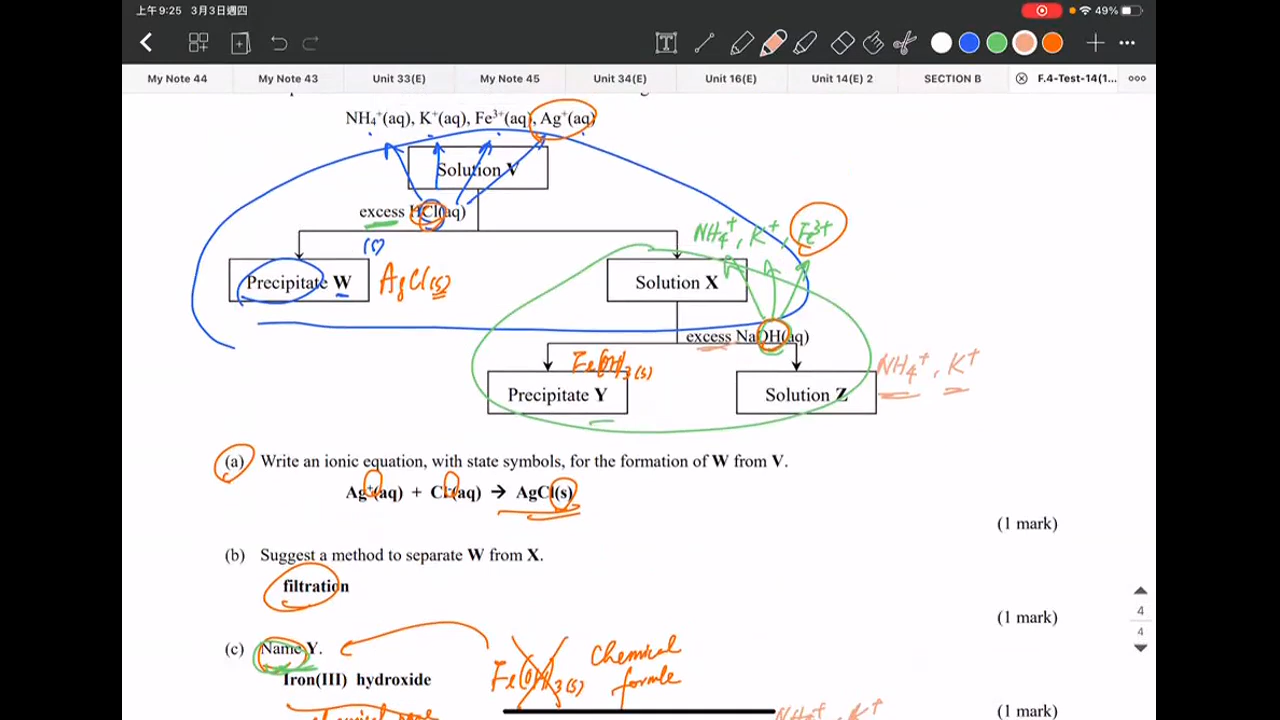 上午9:25 3月3日週四
49%
My Note 44 My Note 43 Unit 33(E) My Note 45 Unit 34(E) Unit 16(E) Unit 14(E) 2 SECTION B F.4-Test-14(1...
NH₄⁺(aq), K⁺(aq), Fe³⁺(aq), Ag⁺(aq)
Solution V
excess HCl(aq)
NH₄⁺, K⁺, Fe³⁺
Precipitate W AgCl(s) Solution X
excess NaOH(aq)
Fe(OH)₃(s) NH₄⁺, K⁺
Precipitate Y Solution Z
(a) Write an ionic equation, with state symbols, for the formation of W from V.
Ag⁺(aq) + Cl⁻(aq) → AgCl(s)
(1 mark)
(b) Suggest a method to separate W from X.
filtration
4
(1 mark)
4
(c) Name Y.
Chemical
Iron(III) hydroxide Fe(OH)₃(s) formule
(1 mark)
NH₄⁺, K⁺